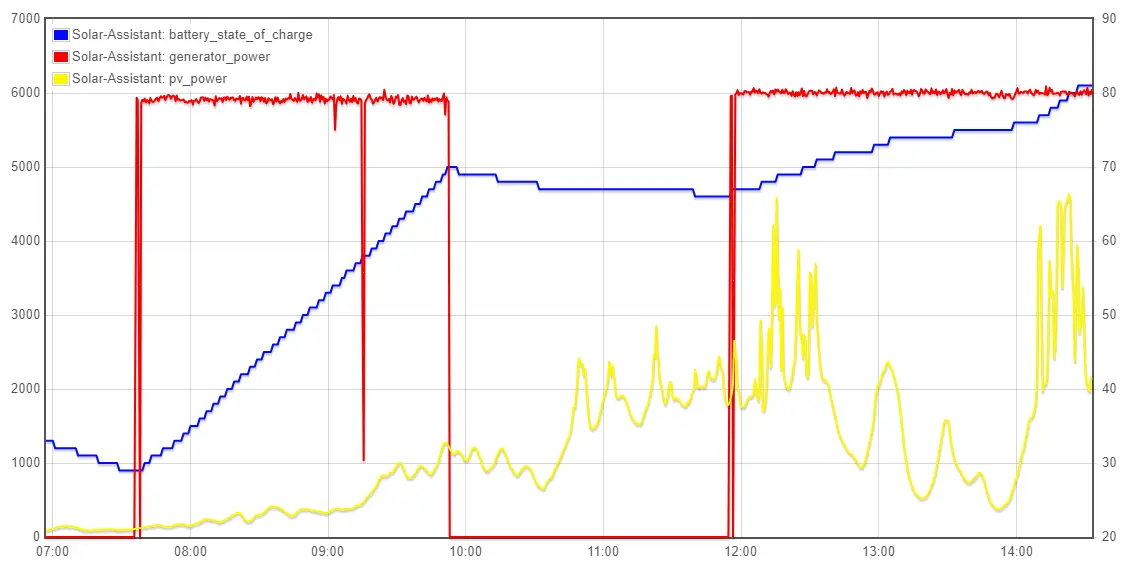 7000 90
Solar-Assistant: battery_state_of_charge
Solar-Assistant: generator_power
Solar-Assistant: pv_power
6000 80
5000 70
4000 60
3000 50
2000 40
1000 30
0 20
07:00 08:00 09:00 10:00 11:00 12:00 13:00 14:00